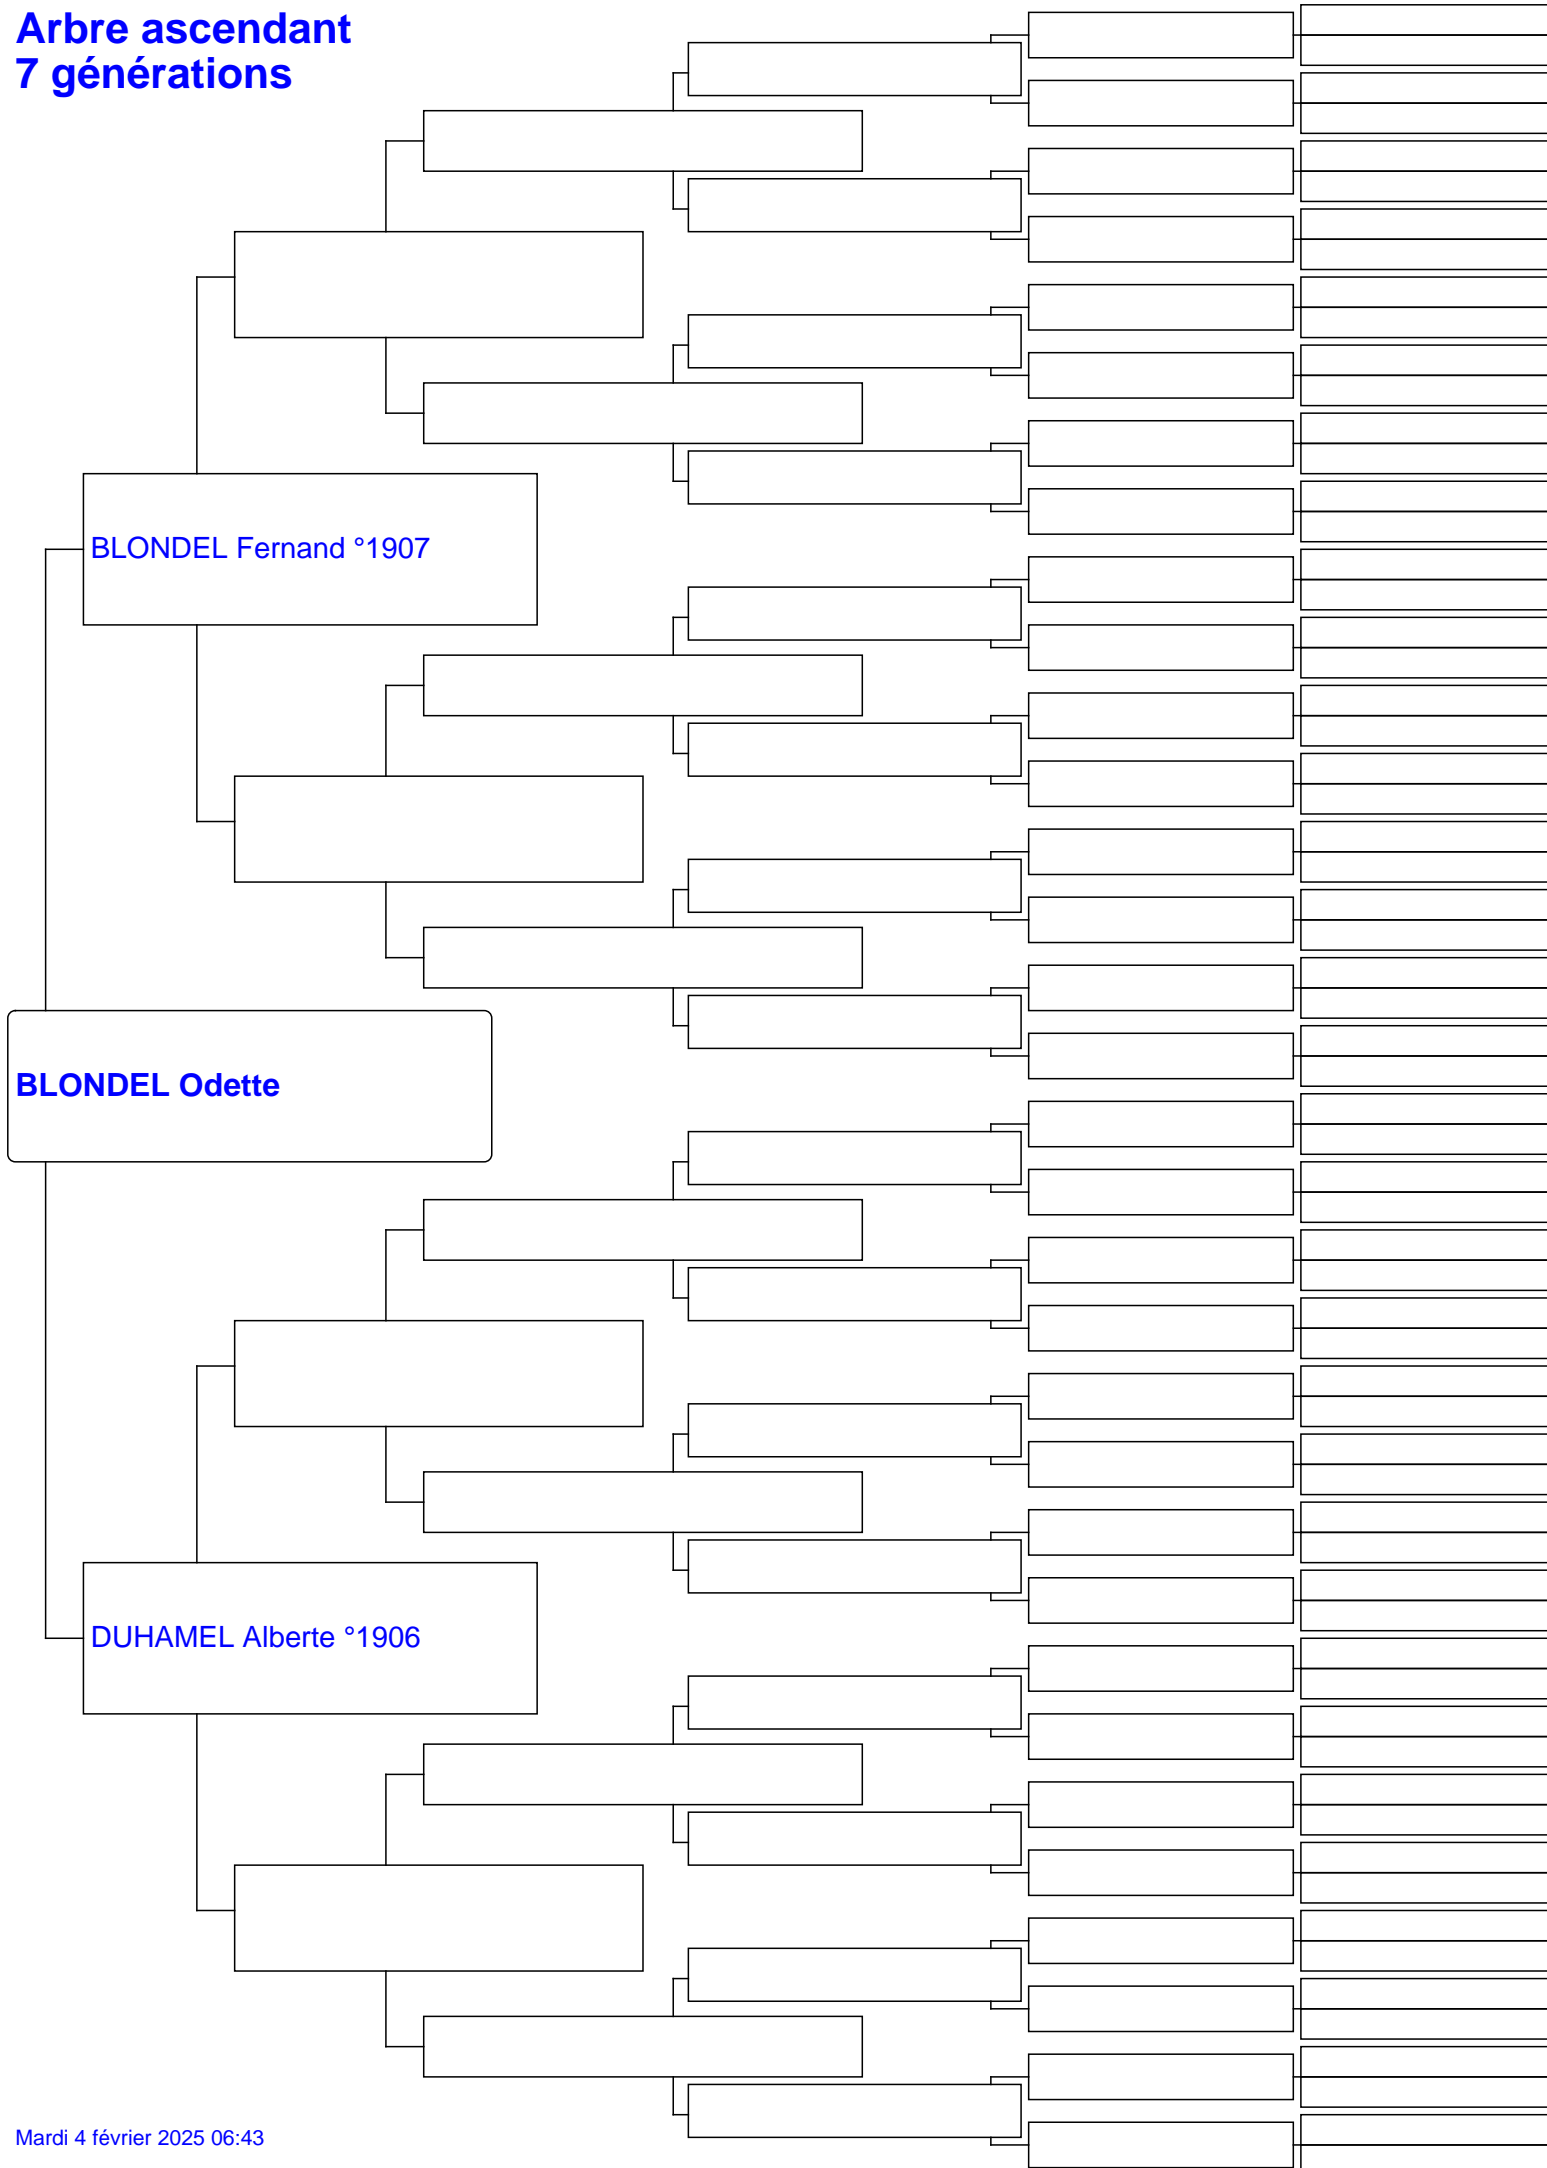 Arbre ascendant
7 générations
BLONDEL Fernand °1907
BLONDEL Odette
DUHAMEL Alberte °1906
Mardi 4 février 2025 06:43